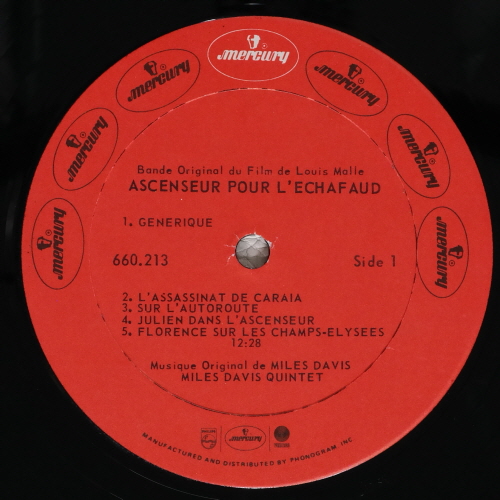 mercury
mercury
mercury
mercury
mercury
mercury
mercury
Bande Original du Film de Louis Malle
ASCENSEUR POUR L'ECHAFAUD
1. GENERIQUE
660.213
Side 1
2. L'ASSASSINAT DE CARAIA
3. SUR L'AUTOROUTE
4. JULIEN DANS L'ASCENSEUR
5. FLORENCE SUR LES CHAMPS-ELYSEES
12:28
Musique Original de MILES DAVIS
MILES DAVIS QUINTET
mercury
MANUFACTURED AND DISTRIBUTED BY PHONOGRAM, INC